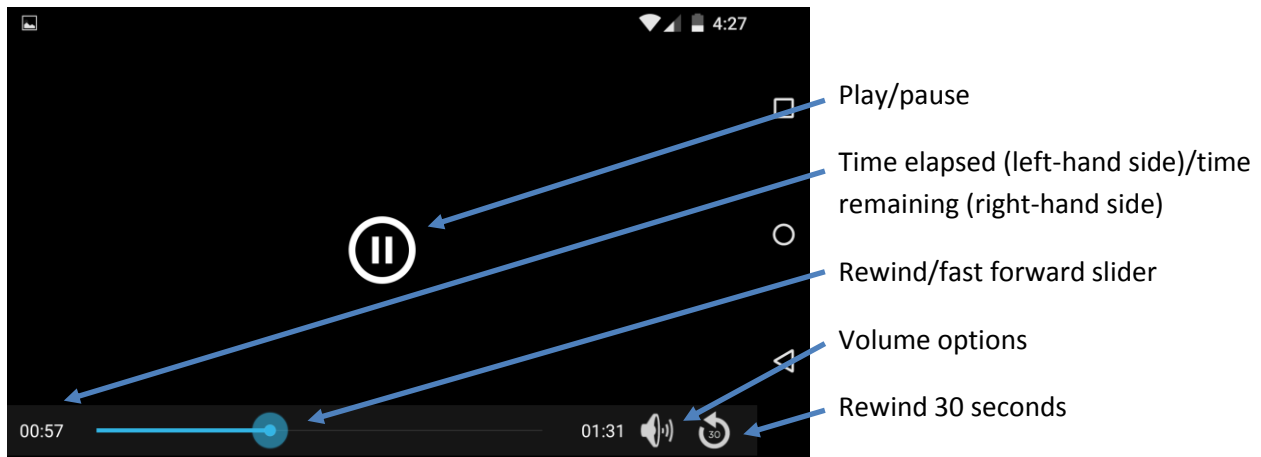 4:27
Play/pause
Time elapsed (left-hand side)/time
remaining (right-hand side)
Rewind/fast forward slider
Volume options
Rewind 30 seconds
00:57
01:31
30